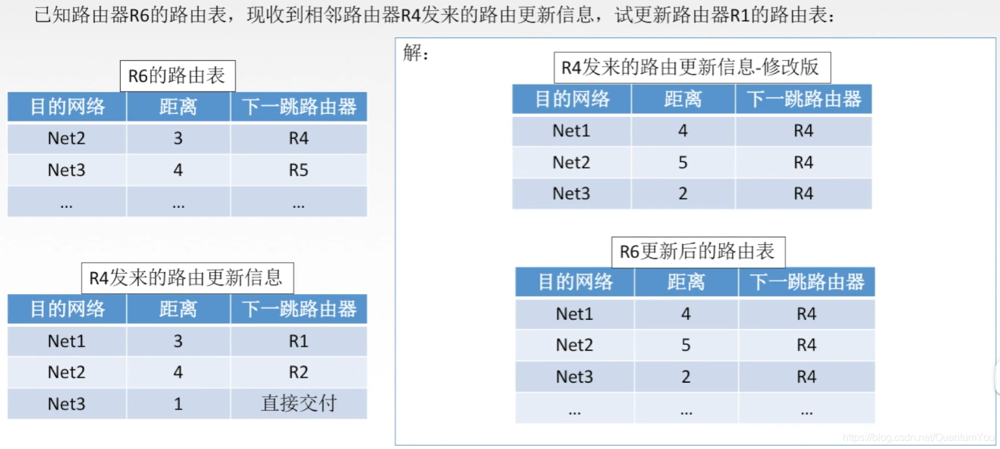 已知路由器R6的路由表，现收到相邻路由器R4发来的路由更新信息，试更新路由器R1的路由表：
R6的路由表
目的网络 距离 下一跳路由器
Net2 3 R4
Net3 4 R5
... ... ...
R4发来的路由更新信息
目的网络 距离 下一跳路由器
Net1 3 R1
Net2 4 R2
Net3 1 直接交付
解：
R4发来的路由更新信息-修改版
目的网络 距离 下一跳路由器
Net1 4 R4
Net2 5 R4
Net3 2 R4
R6更新后的路由表
目的网络 距离 下一跳路由器
Net1 4 R4
Net2 5 R4
Net3 2 R4
... ... ...
https://blog.csdn.net/QuantumYou